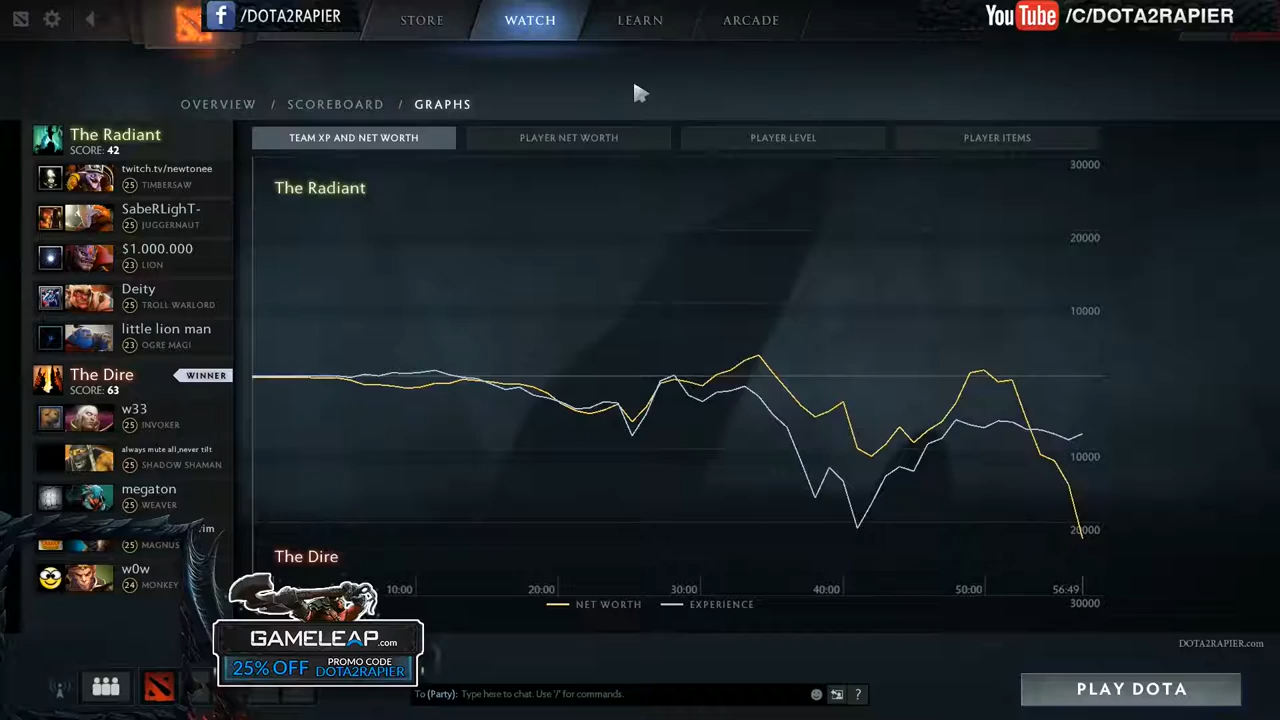 /DOTA2RAPIER
STORE
WATCH
LEARN
ARCADE
YouTube /C/DOTA2RAPIER
OVERVIEW / SCOREBOARD / GRAPHS
The Radiant
SCORE: 42
twitch.tv/newtonee
25 TIMBERSAW
SabeRLighT-
25 JUGGERNAUT
$1.000.000
23 LION
Deity
25 TROLL WARLORD
little lion man
23 OGRE MAGI
The Dire
WINNER
SCORE: 63
w33
25 INVOKER
always mute all,never tilt
25 SHADOW SHAMAN
megaton
25 WEAVER
25 MAGNUS
w0w
24 MONKEY
TEAM XP AND NET WORTH
PLAYER NET WORTH
PLAYER LEVEL
PLAYER ITEMS
The Radiant
30000
20000
10000
10000
20000
30000
The Dire
10:00
20:00
30:00
40:00
50:00
56:49
NET WORTH
EXPERIENCE
DOTA2RAPIER.com
GAMELEAP.com
25% OFF
PROMO CODE
DOTA2RAPIER
To (Party): Type here to chat. Use '/' for commands.
?
PLAY DOTA